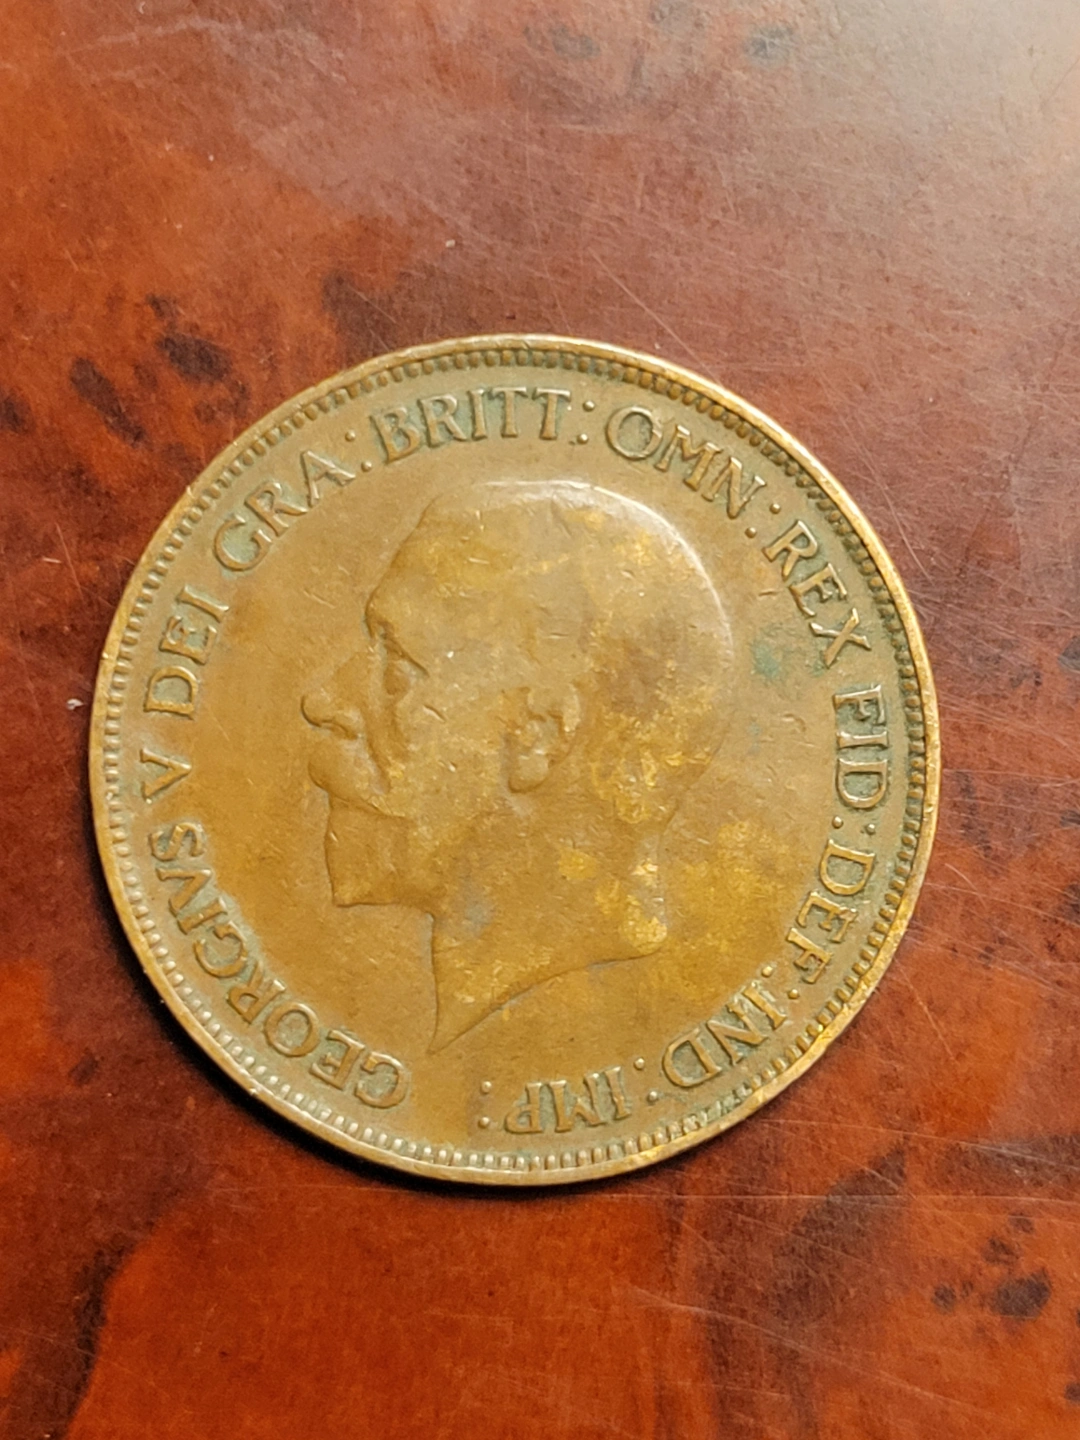 GEORGIVS V DEI GRA: BRITT: OMN: REX FID: DEF: IND: IMP: